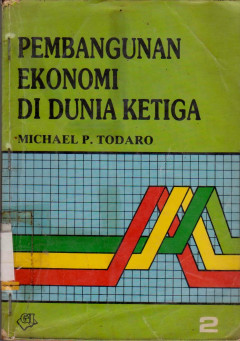 PEMBANGUNAN
EKONOMI
DI DUNIA KETIGA
MICHAEL P. TODARO
2